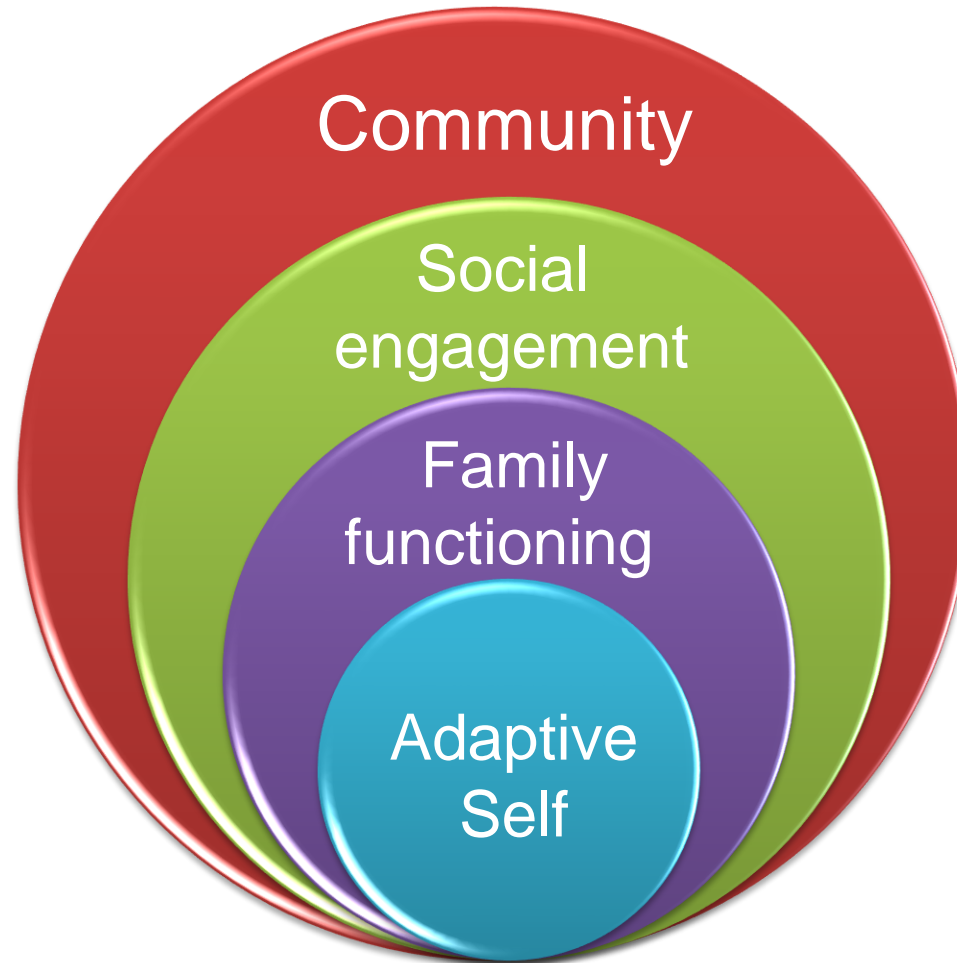 Community
Social
engagement
Family
functioning
Adaptive
Self